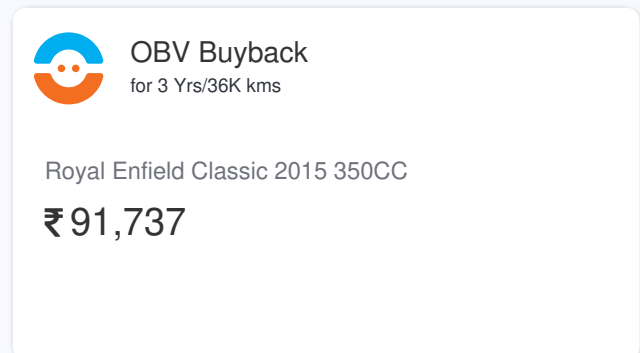 OBV Buyback
for 3 Yrs/36K kms
Royal Enfield Classic 2015 350CC
₹ 91,737